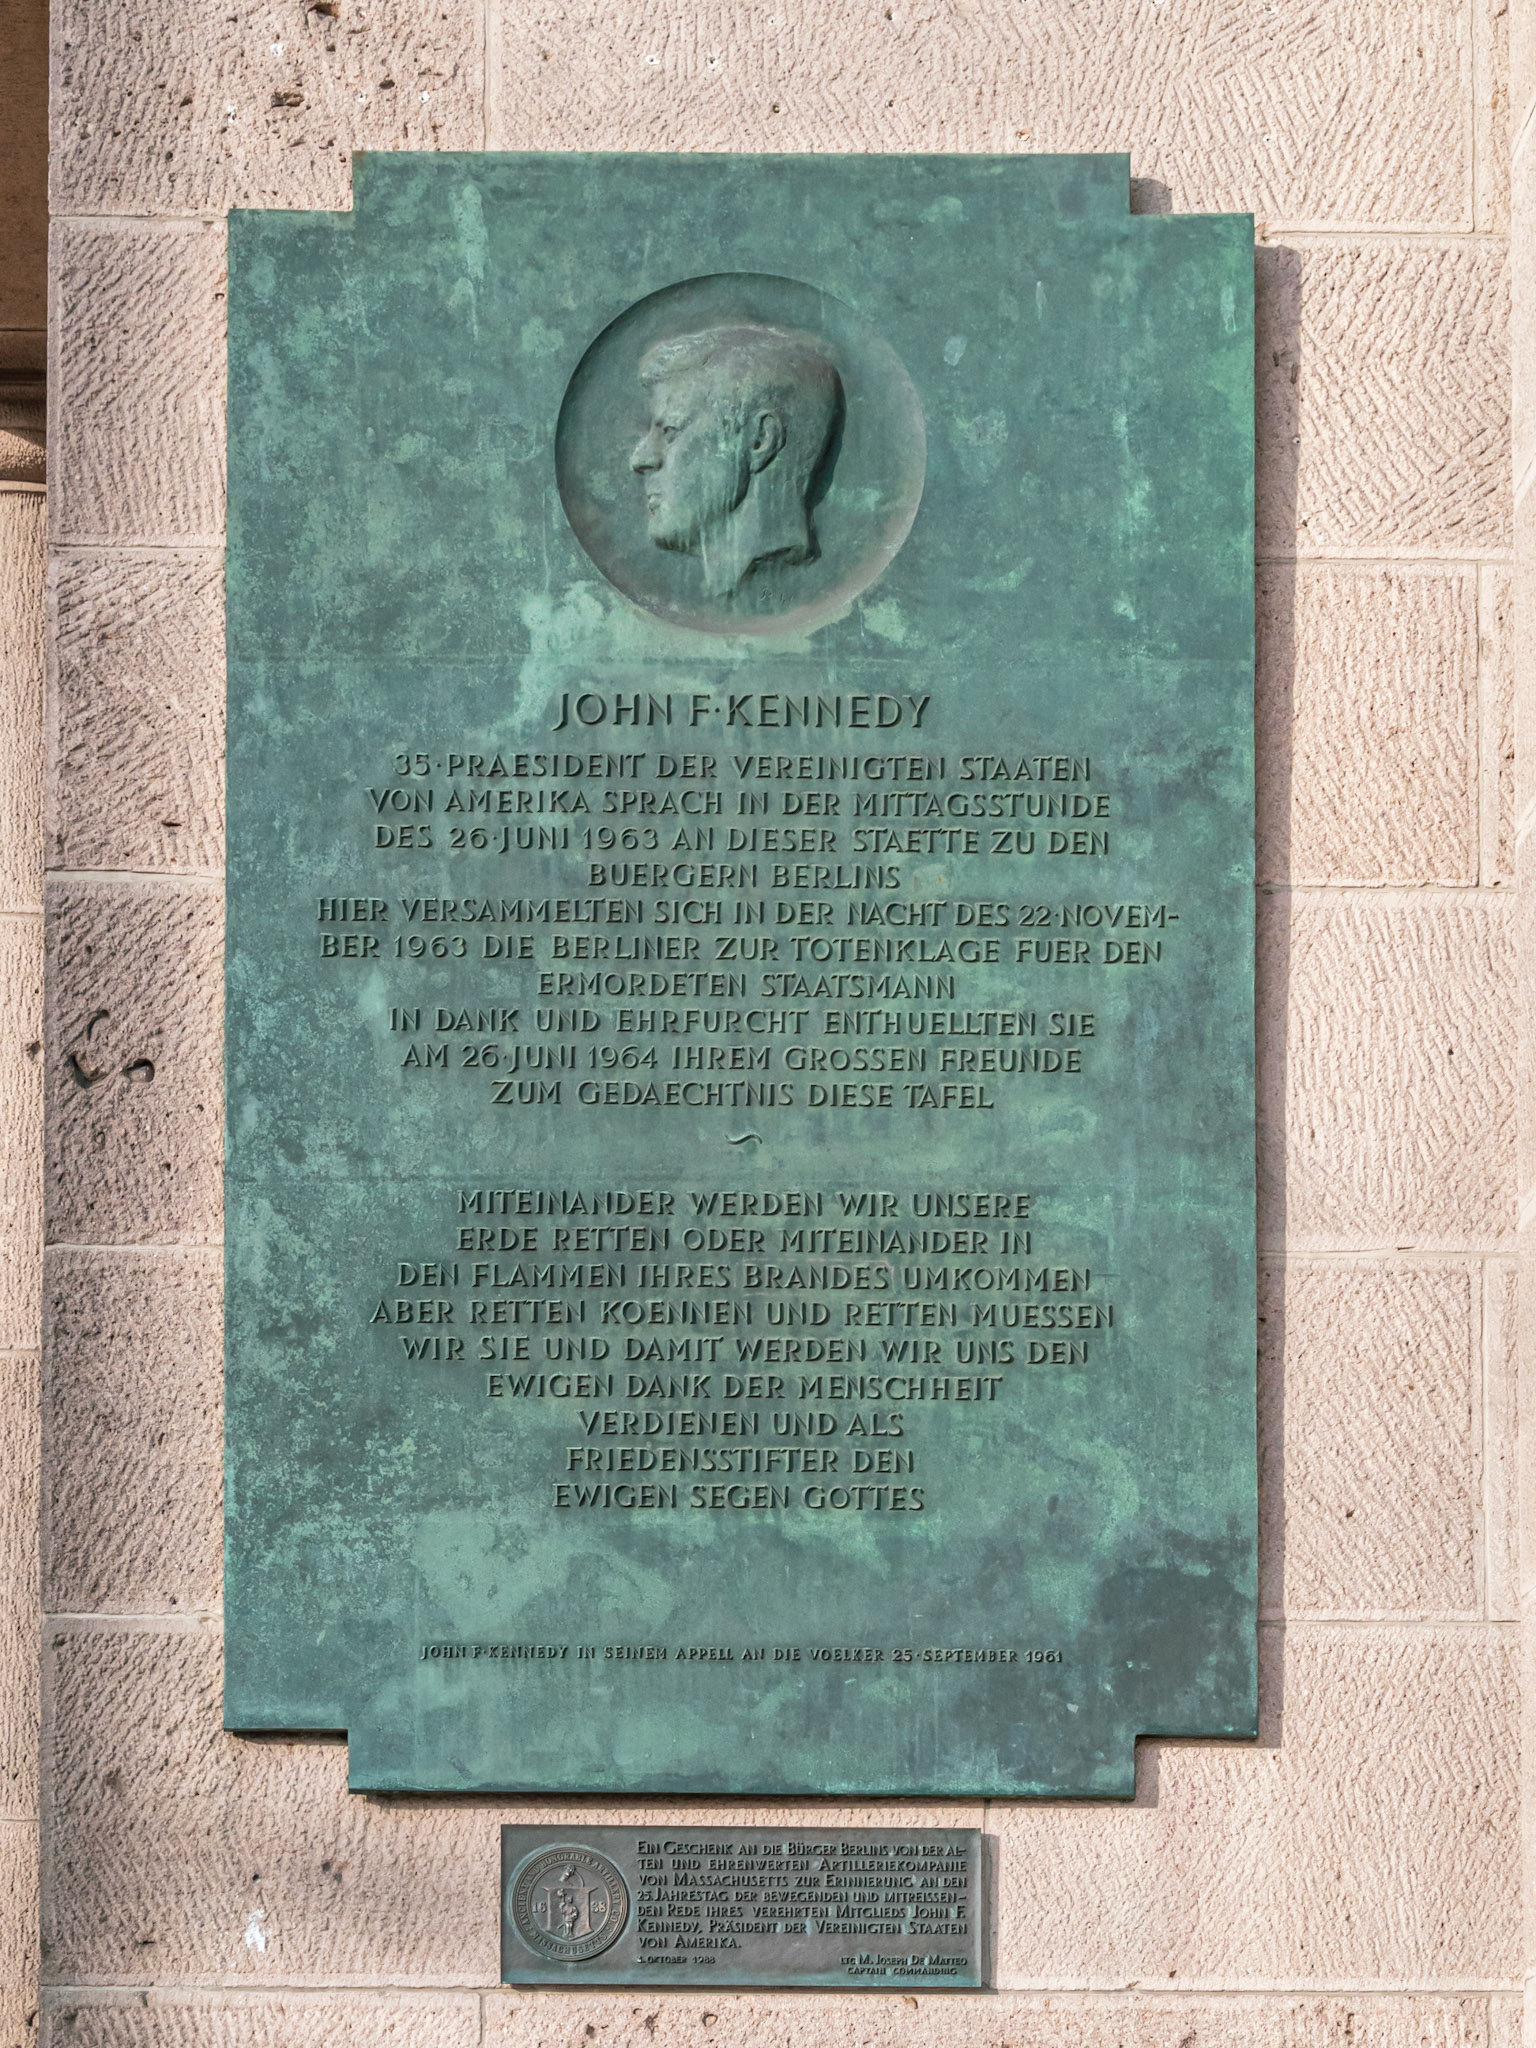 JOHN F·KENNEDY
35·PRAESIDENT DER VEREINIGTEN STAATEN
VON AMERIKA SPRACH IN DER MITTAGSSTUNDE
DES 26·JUNI 1963 AN DIESER STAETTE ZU DEN
BUERGERN BERLINS
HIER VERSAMMELTEN SICH IN DER NACHT DES 22·NOVEM-
BER 1963 DIE BERLINER ZUR TOTENKLAGE FUER DEN
ERMORDETEN STAATSMANN
IN DANK UND EHRFURCHT ENTHUELLTEN SIE
AM 26·JUNI 1964 IHREM GROSSEN FREUNDE
ZUM GEDAECHTNIS DIESE TAFEL
~
MITEINANDER WERDEN WIR UNSERE
ERDE RETTEN ODER MITEINANDER IN
DEN FLAMMEN IHRES BRANDES UMKOMMEN
ABER RETTEN KOENNEN UND RETTEN MUESSEN
WIR SIE UND DAMIT WERDEN WIR UNS DEN
EWIGEN DANK DER MENSCHHEIT
VERDIENEN UND ALS
FRIEDENSSTIFTER DEN
EWIGEN SEGEN GOTTES
JOHN F·KENNEDY IN SEINEM APPELL AN DIE VOELKER 25·SEPTEMBER 1961
EIN GESCHENK AN DIE BÜRGER BERLINS VON DER AL-
TEN UND EHRENWERTEN ARTILLERIEKOMPANIE
VON MASSACHUSETTS ZUR ERINNERUNG AN DEN
25. JAHRESTAG DER BEWEGENDEN UND MITREISSEN-
DEN REDE IHRES VEREHRTEN MITGLIEDS JOHN F.
KENNEDY, PRÄSIDENT DER VEREINIGTEN STAATEN
VON AMERIKA.
OKTOBER 1988
LTC M. JOSEPH DE MATTEO
CAPTAIN COMMANDING
1638
HONORABLE ARTILLERY
MASSACHUSETTS